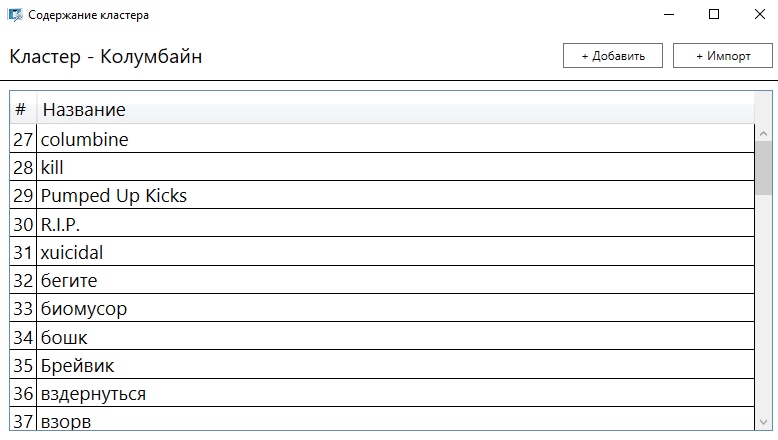 Содержание кластера
Кластер - Колумбайн
+ Добавить
+ Импорт
# Название
27 columbine
28 kill
29 Pumped Up Kicks
30 R.I.P.
31 xuicidal
32 бегите
33 биомусор
34 бошк
35 Брейвик
36 вздернуться
37 взорв